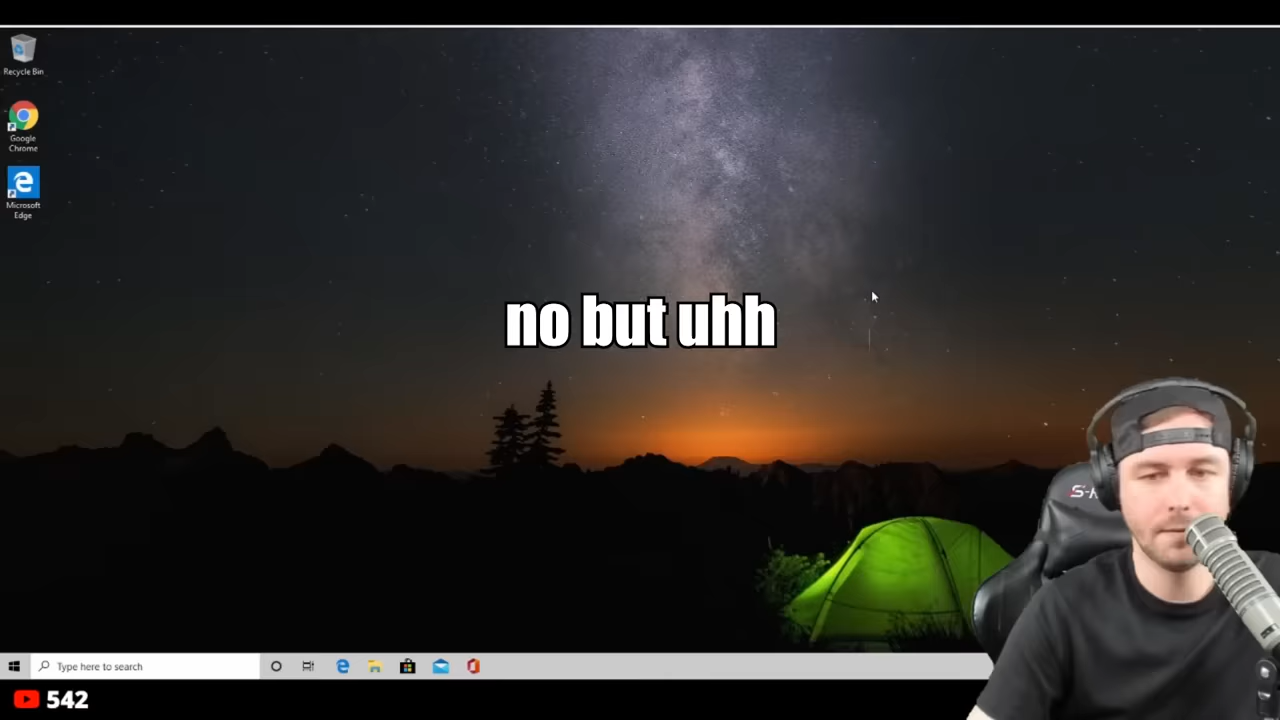 Recycle Bin
Google
Chrome
Microsoft
Edge
no but uhh
S-
Type here to search
542